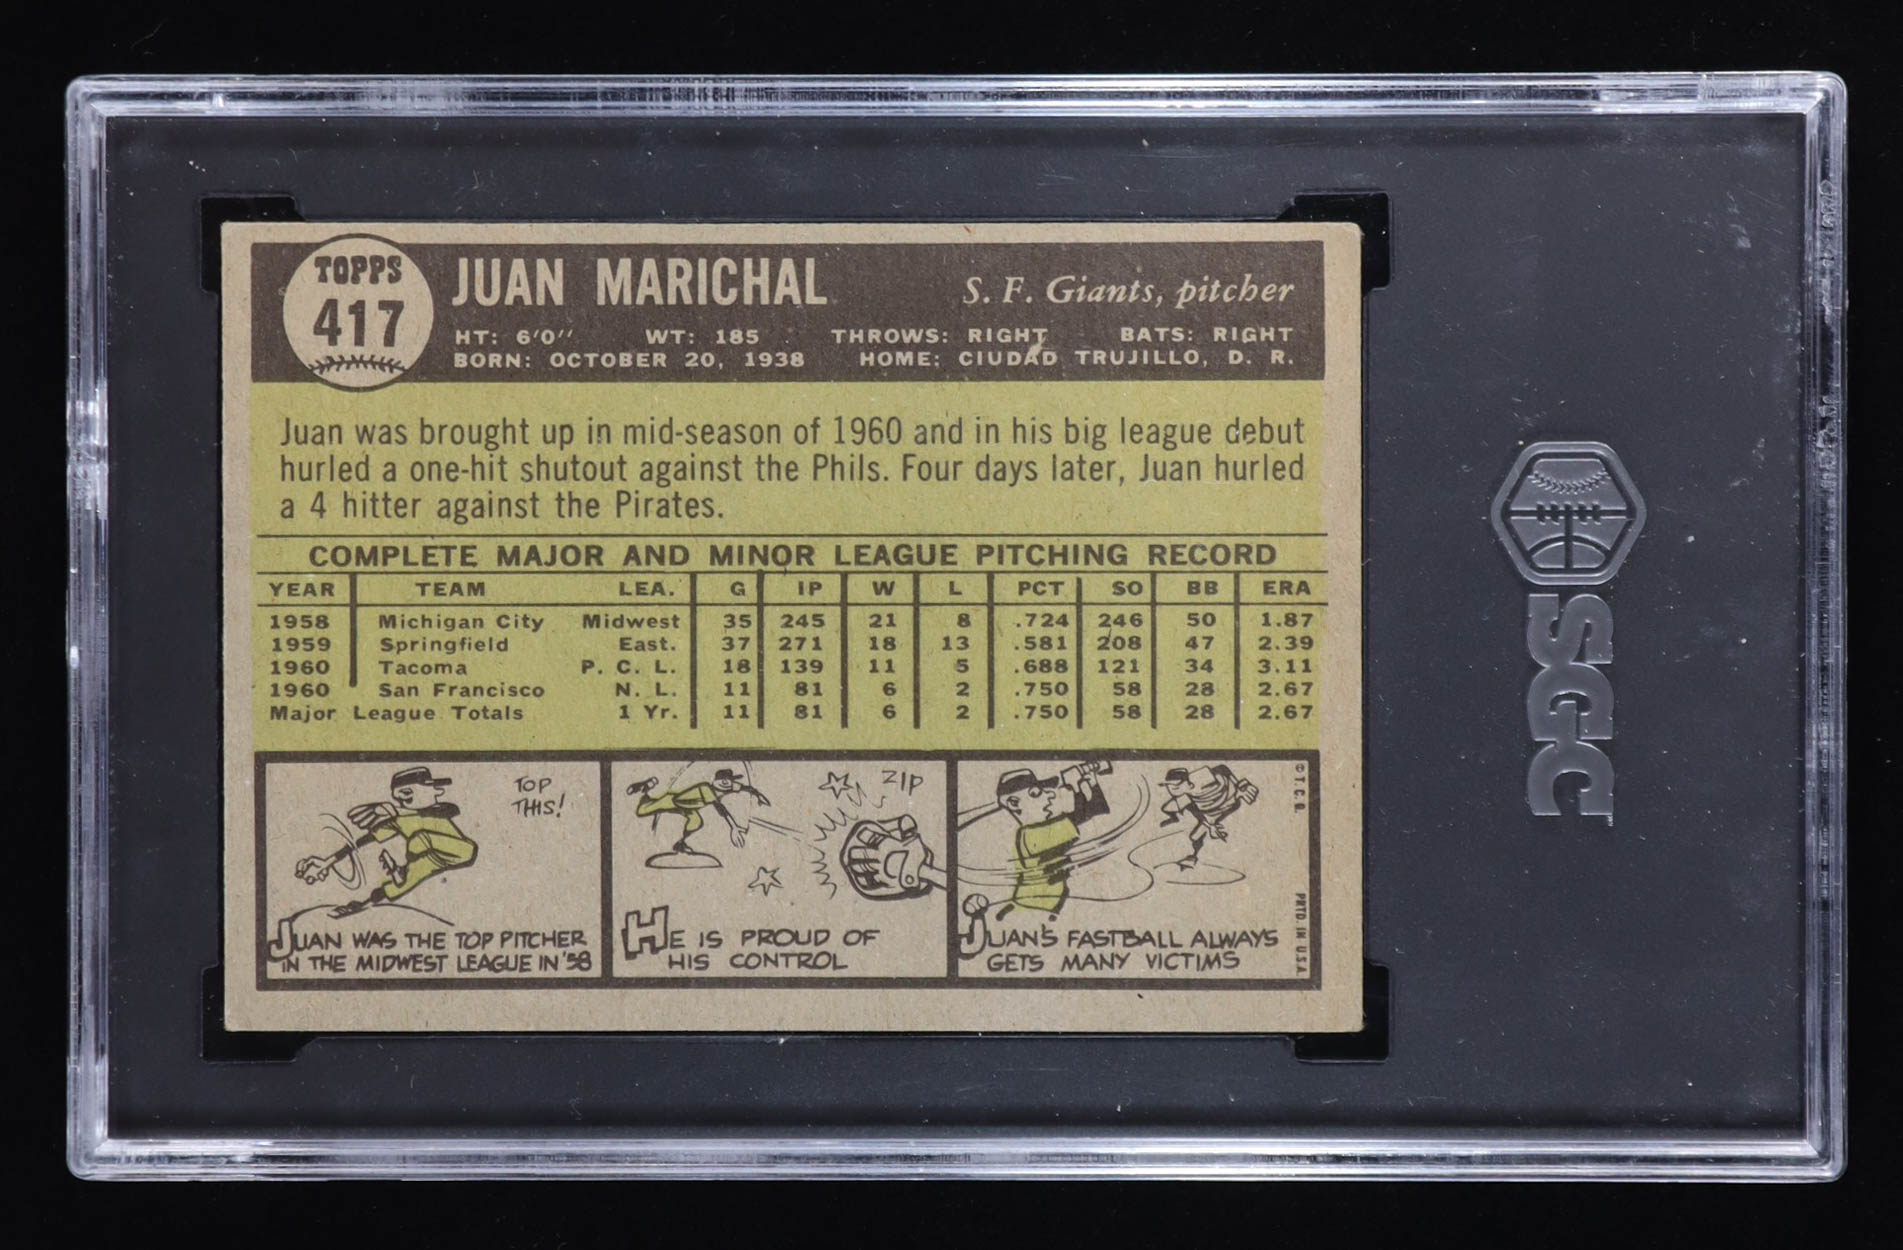 TOPPS
417
JUAN MARICHAL
S. F. Giants, pitcher
HT: 6'0'' WT: 185 THROWS: RIGHT BATS: RIGHT
BORN: OCTOBER 20, 1938 HOME: CIUDAD TRUJILLO, D. R.
Juan was brought up in mid-season of 1960 and in his big league debut
hurled a one-hit shutout against the Phils. Four days later, Juan hurled
a 4 hitter against the Pirates.
COMPLETE MAJOR AND MINOR LEAGUE PITCHING RECORD
YEAR TEAM LEA. G IP W L PCT SO BB ERA
1958 Michigan City Midwest 35 245 21 8 .724 246 50 1.87
1959 Springfield East. 37 271 18 13 .581 208 47 2.39
1960 Tacoma P. C. L. 18 139 11 5 .688 121 34 3.11
1960 San Francisco N. L. 11 81 6 2 .750 58 28 2.67
Major League Totals 1 Yr. 11 81 6 2 .750 58 28 2.67
TOP
THIS!
JUAN WAS THE TOP PITCHER
IN THE MIDWEST LEAGUE IN '58
ZIP
HE IS PROUD OF
HIS CONTROL
JUAN'S FASTBALL ALWAYS
GETS MANY VICTIMS
© T. C. G.
PRTD. IN U.S.A.
SGC